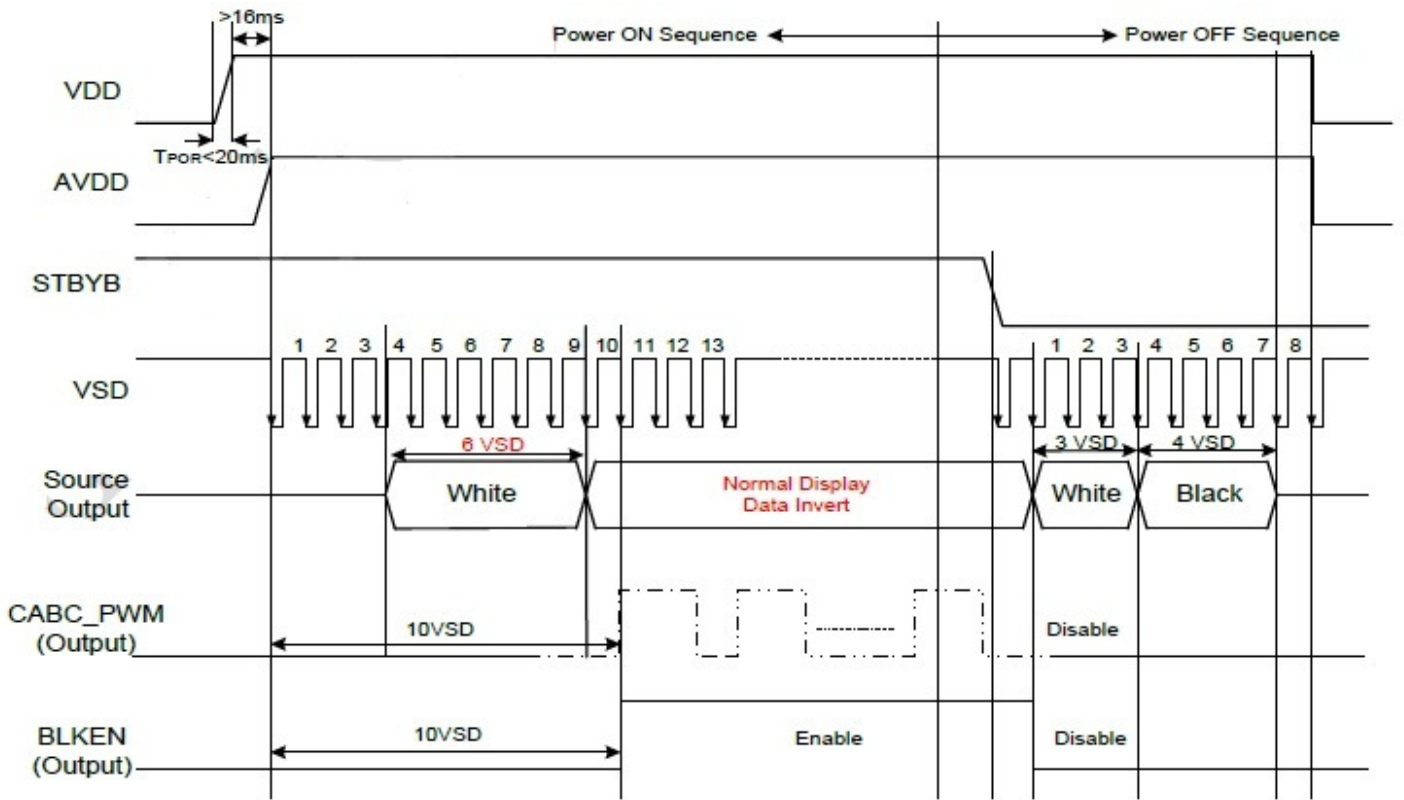 >16ms
Power ON Sequence
Power OFF Sequence
VDD
TPOR<20ms
AVDD
STBYB
1 2 3 4 5 6 7 8 9 10 11 12 13 1 2 3 4 5 6 7 8
VSD
6 VSD
3 VSD
4 VSD
Source
Output
White
Normal Display
Data Invert
White
Black
CABC_PWM
(Output)
10VSD
Disable
BLKEN
(Output)
10VSD
Enable
Disable